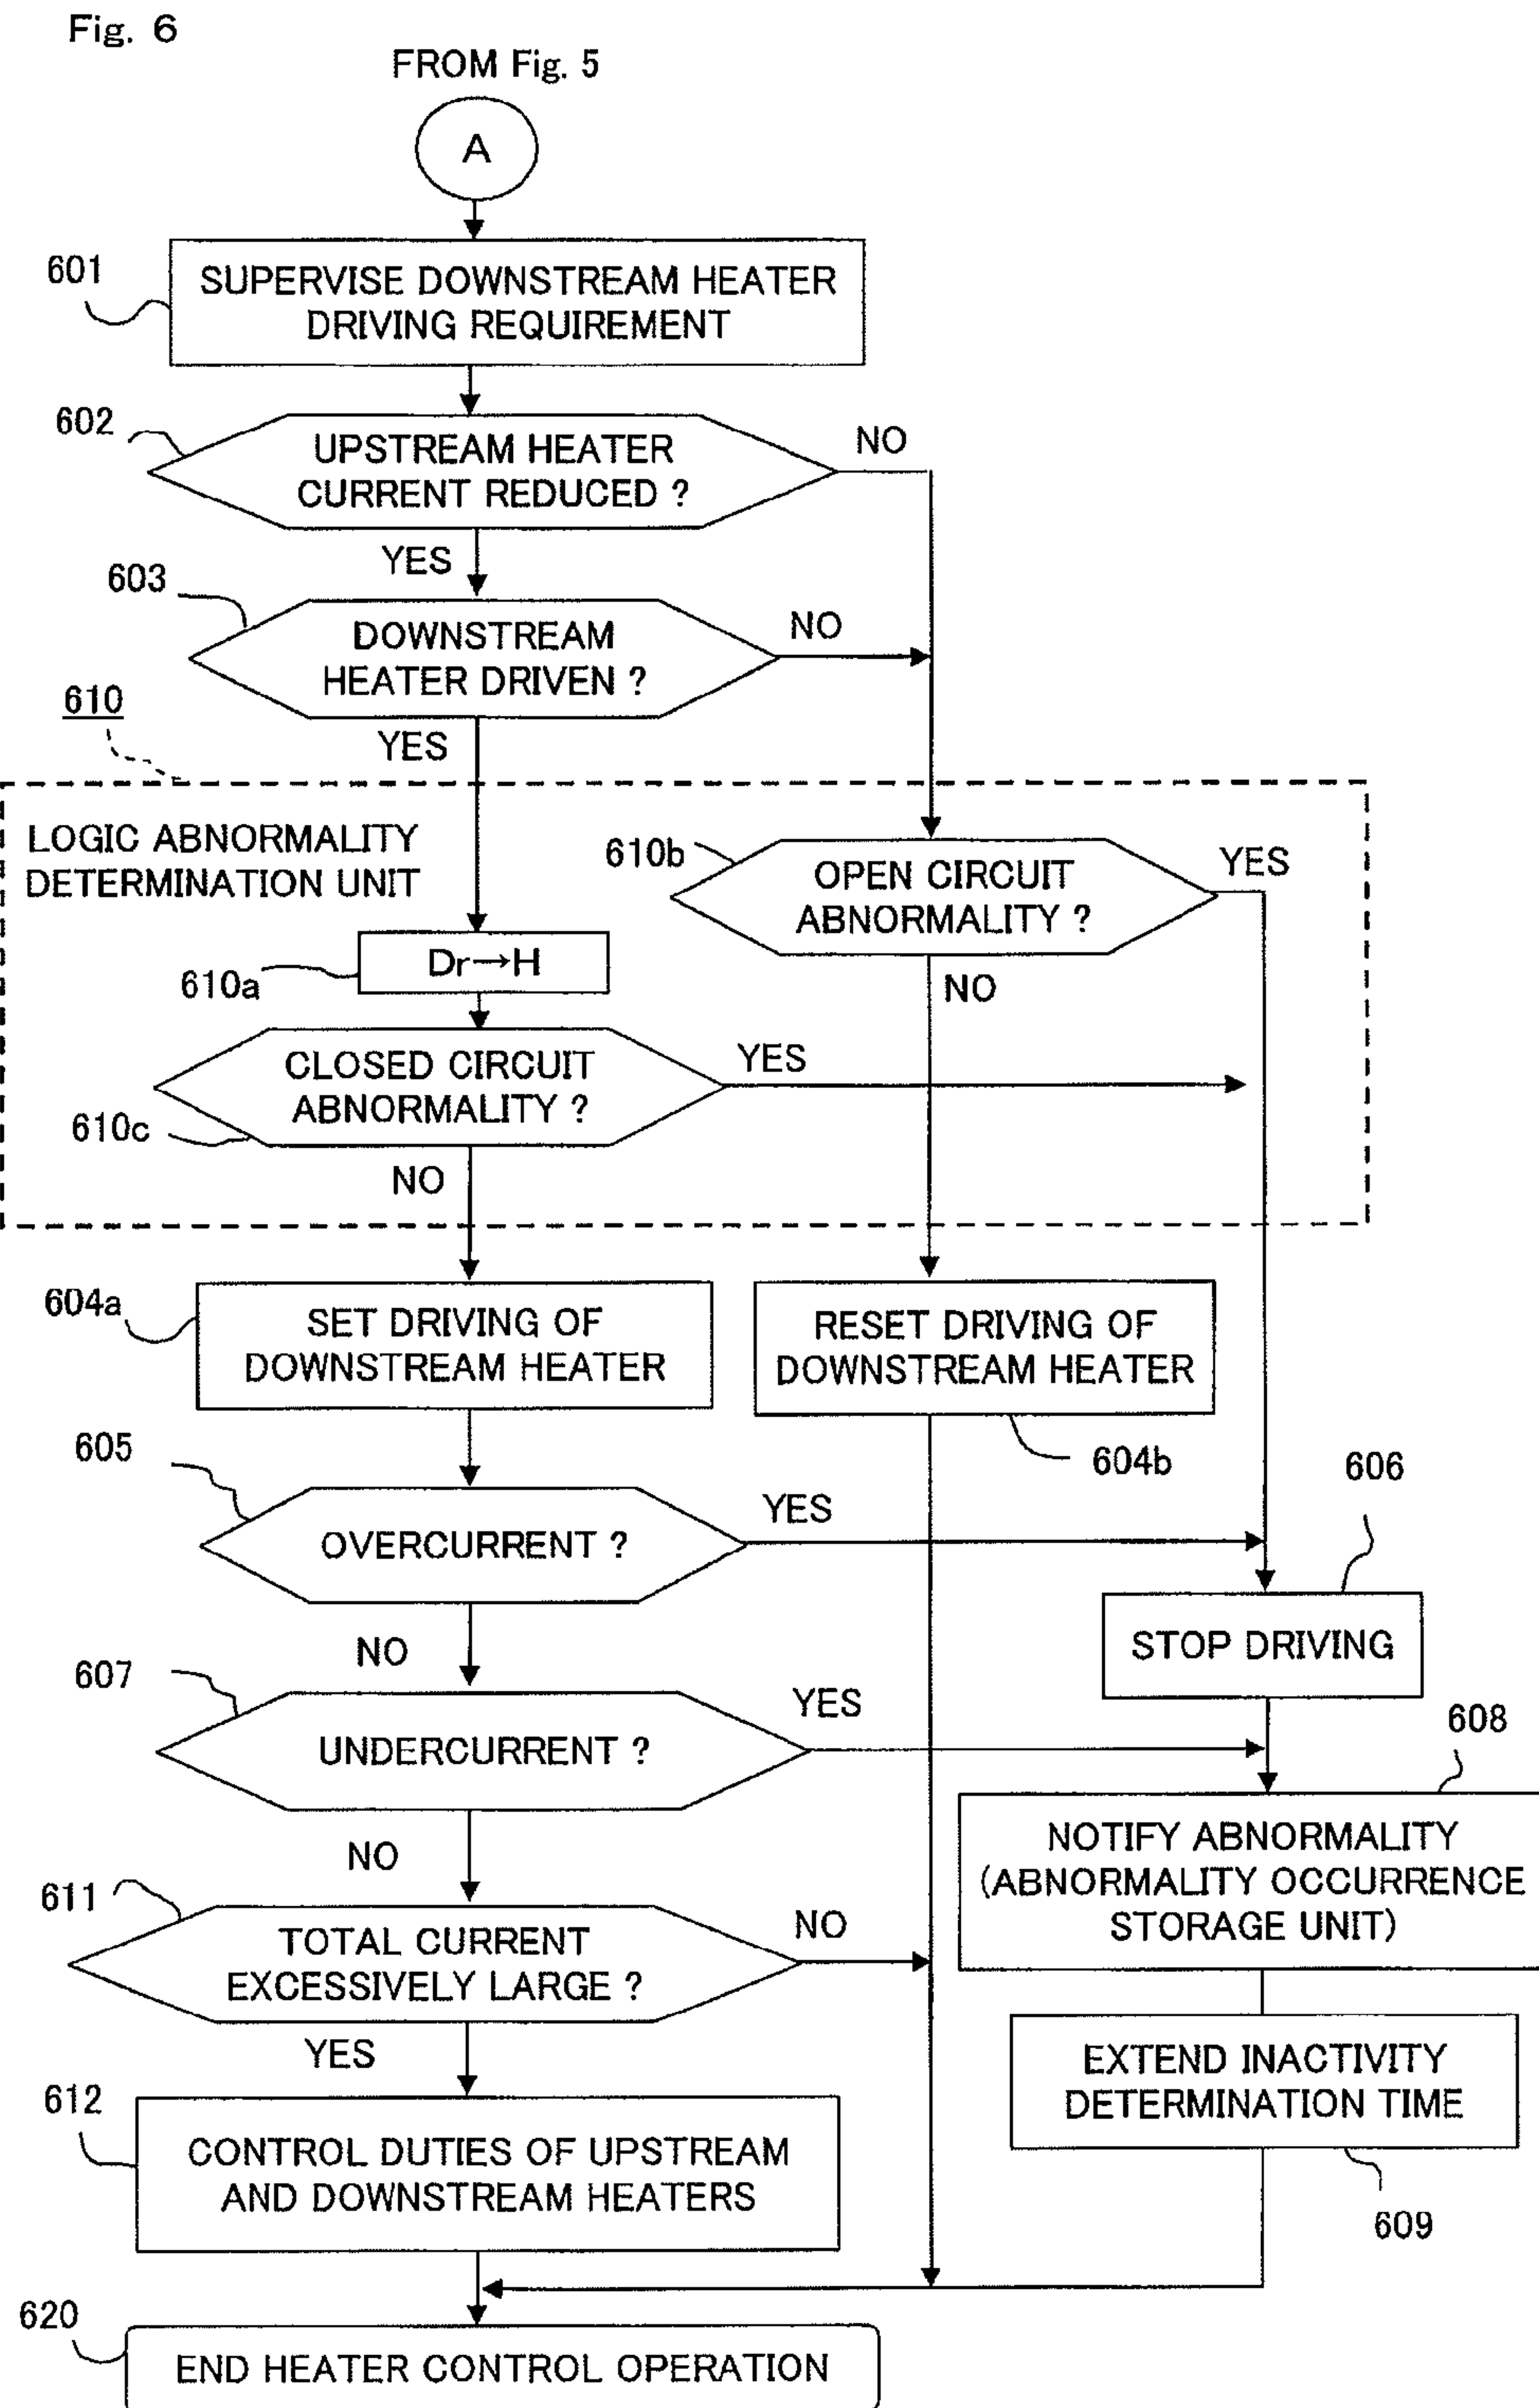 Fig. 6
FROM Fig. 5
A
601
SUPERVISE DOWNSTREAM HEATER
DRIVING REQUIREMENT
602
UPSTREAM HEATER
CURRENT REDUCED ?
NO
YES
603
DOWNSTREAM
HEATER DRIVEN ?
NO
610
YES
LOGIC ABNORMALITY
DETERMINATION UNIT
610b
OPEN CIRCUIT
ABNORMALITY ?
YES
610a
Dr→H
NO
CLOSED CIRCUIT
ABNORMALITY ?
YES
610c
NO
604a
SET DRIVING OF
DOWNSTREAM HEATER
RESET DRIVING OF
DOWNSTREAM HEATER
604b
605
OVERCURRENT ?
YES
606
STOP DRIVING
NO
607
UNDERCURRENT ?
YES
608
NOTIFY ABNORMALITY
(ABNORMALITY OCCURRENCE
STORAGE UNIT)
NO
611
TOTAL CURRENT
EXCESSIVELY LARGE ?
NO
YES
EXTEND INACTIVITY
DETERMINATION TIME
609
612
CONTROL DUTIES OF UPSTREAM
AND DOWNSTREAM HEATERS
620
END HEATER CONTROL OPERATION